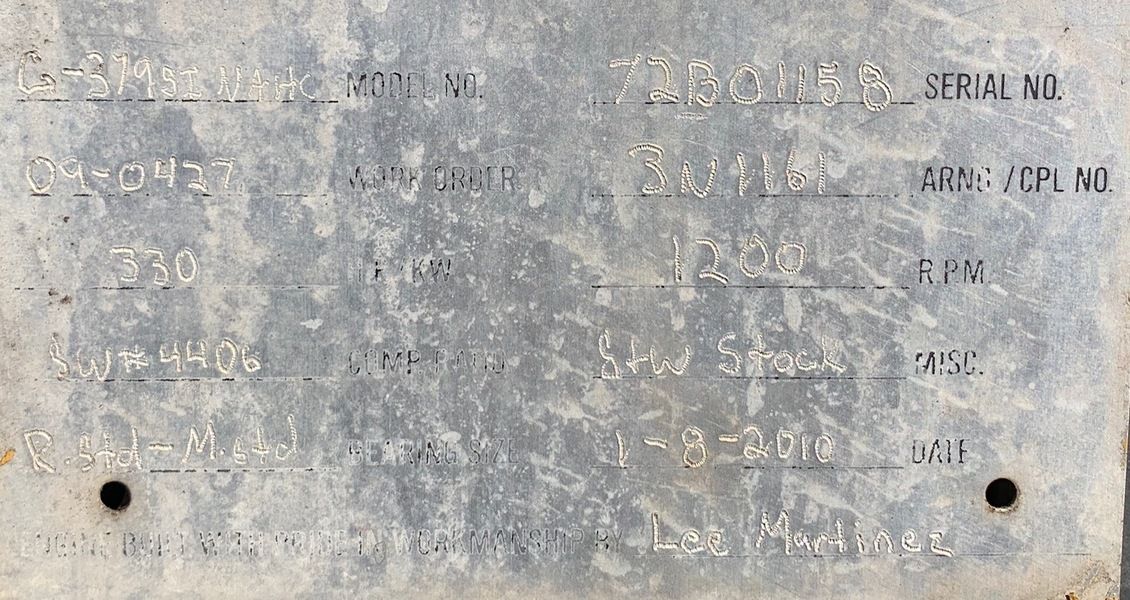 G-379SI NAHC MODEL NO. 72B01158 SERIAL NO.
09-0427 WORK ORDER 3N1161 ARNG /CPL NO.
330 H.P./KW 1200 R.P.M
SW#4406 COMP RATIO S+W Stock MISC.
R.std-M.std BEARING SIZE 1-8-2010 DATE
ENGINE BUILT WITH PRIDE IN WORKMANSHIP BY Lee Martinez